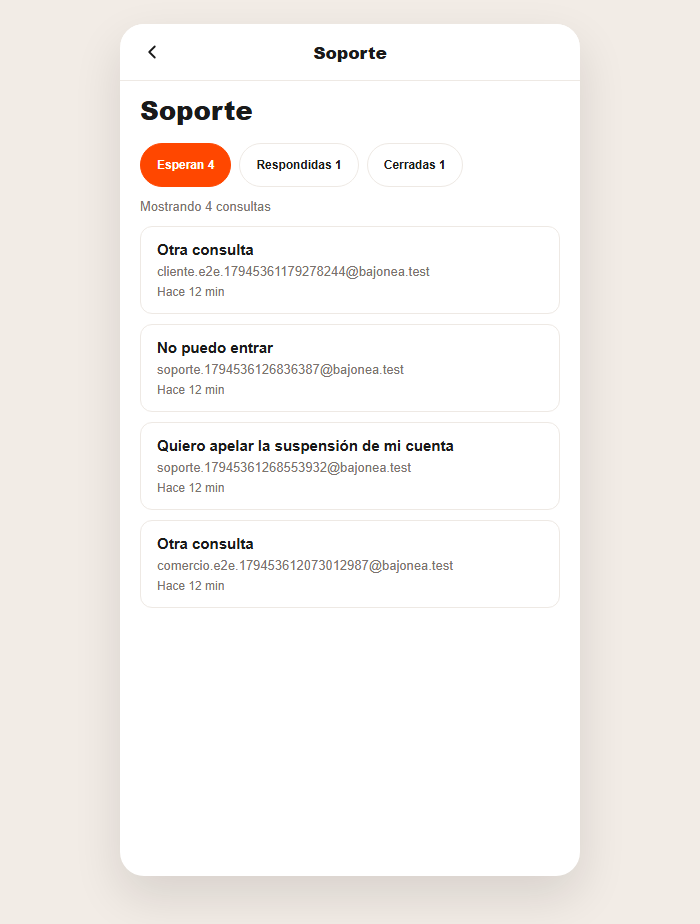 Soporte
Soporte
Esperan 4
Respondidas 1
Cerradas 1
Mostrando 4 consultas
Otra consulta
cliente.e2e.17945361179278244@bajonea.test
Hace 12 min
No puedo entrar
soporte.1794536126836387@bajonea.test
Hace 12 min
Quiero apelar la suspensión de mi cuenta
soporte.17945361268553932@bajonea.test
Hace 12 min
Otra consulta
comercio.e2e.179453612073012987@bajonea.test
Hace 12 min